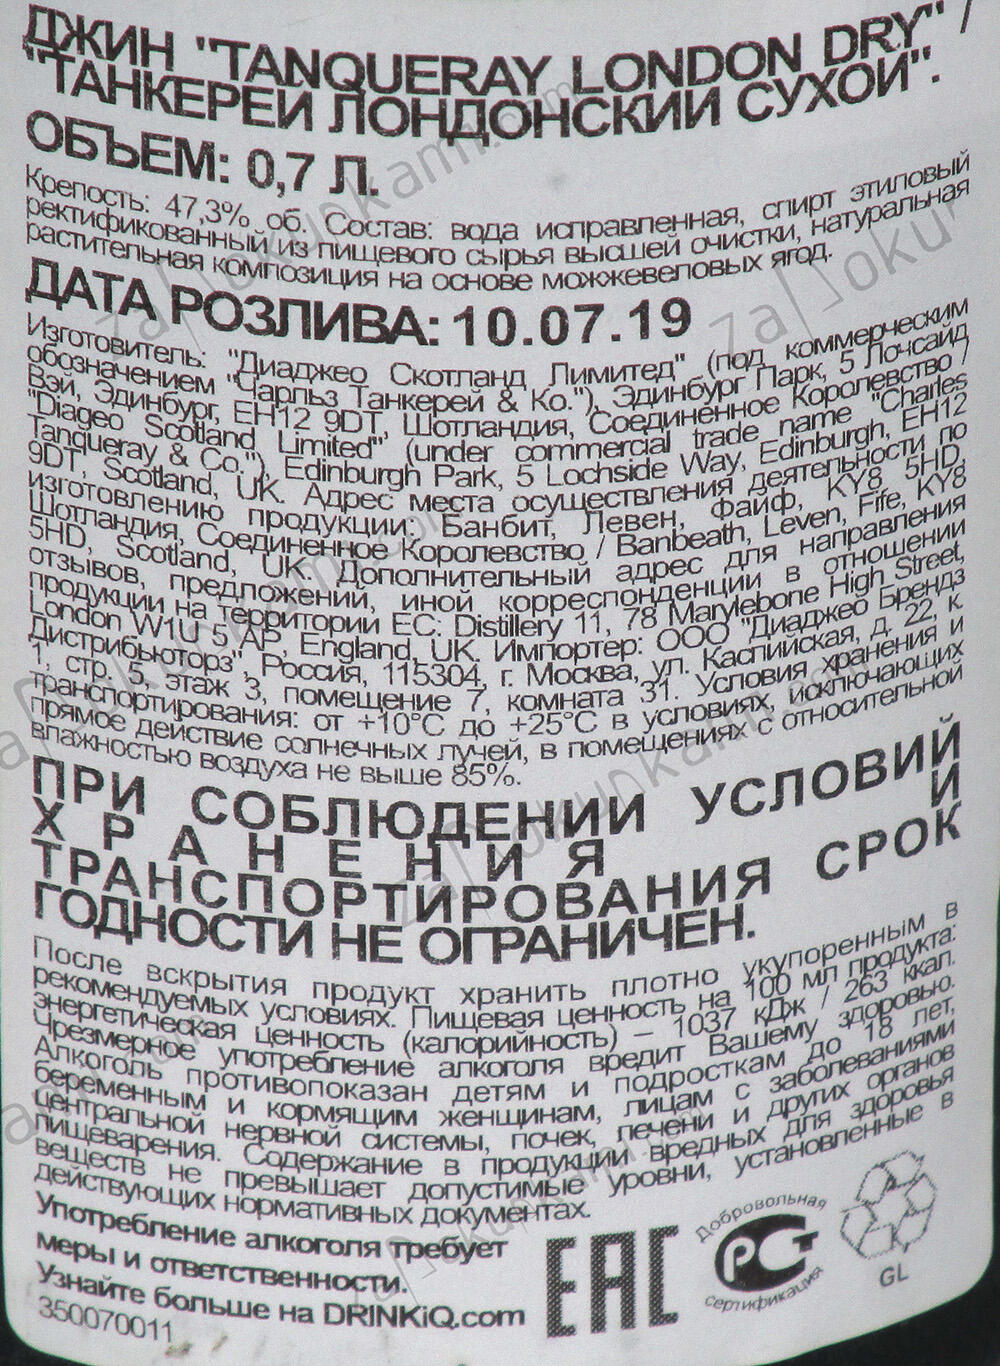 ДЖИН "TANQUERAY LONDON DRY" /
"ТАНКЕРЕЙ ЛОНДОНСКИЙ СУХОЙ".
ОБЪЕМ: 0,7 Л.
Крепость: 47,3% об. Состав: вода исправленная, спирт этиловый
ректификованный из пищевого сырья высшей очистки, натуральная
растительная композиция на основе можжевеловых ягод.
ДАТА РОЗЛИВА: 10.07.19
Изготовитель: "Диаджео Скотланд Лимитед" (под коммерческим
обозначением "Чарльз Танкерей & Ко."), Эдинбург Парк, 5 Лочсайд
Вэй, Эдинбург, EH12 9DT, Шотландия, Соединенное Королевство /
"Diageo Scotland Limited" (under commercial trade name "Charles
Tanqueray & Co."), Edinburgh Park, 5 Lochside Way, Edinburgh, EH12
9DT, Scotland, UK. Адрес места осуществления деятельности по
изготовлению продукции: Банбит, Левен, Файф, KY8 5HD,
Шотландия, Соединенное Королевство / Banbeath, Leven, Fife, KY8
5HD, Scotland, UK. Дополнительный адрес для направления
отзывов, предложений, иной корреспонденции в отношении
продукции на территории ЕС: Distillery 11, 78 Marylebone High Street,
London W1U 5 AP, England, UK. Импортер: ООО "Диаджео Брендз
Дистрибьюторз", Россия, 115304, г. Москва, ул. Каспийская, д. 22, к.
1, стр. 5, этаж 3, помещение 7, комната 31. Условия хранения и
транспортирования: от +10°С до +25°С в условиях, исключающих
прямое действие солнечных лучей, в помещениях с относительной
влажностью воздуха не выше 85%.
ПРИ СОБЛЮДЕНИИ УСЛОВИЙ
ХРАНЕНИЯ И
ТРАНСПОРТИРОВАНИЯ СРОК
ГОДНОСТИ НЕ ОГРАНИЧЕН.
После вскрытия продукт хранить плотно укупоренным в
рекомендуемых условиях. Пищевая ценность на 100 мл продукта:
энергетическая ценность (калорийность) – 1037 кДж / 263 ккал.
Чрезмерное употребление алкоголя вредит Вашему здоровью.
Алкоголь противопоказан детям и подросткам до 18 лет,
беременным и кормящим женщинам, лицам с заболеваниями
центральной нервной системы, почек, печени и других органов
пищеварения. Содержание в продукции вредных для здоровья
веществ не превышает допустимые уровни, установленные в
действующих нормативных документах.
Употребление алкоголя требует
меры и ответственности.
Узнайте больше на DRINKiQ.com
350070011
EAC
Добровольная
РСТ
сертификация
GL
zaPokupkami.com